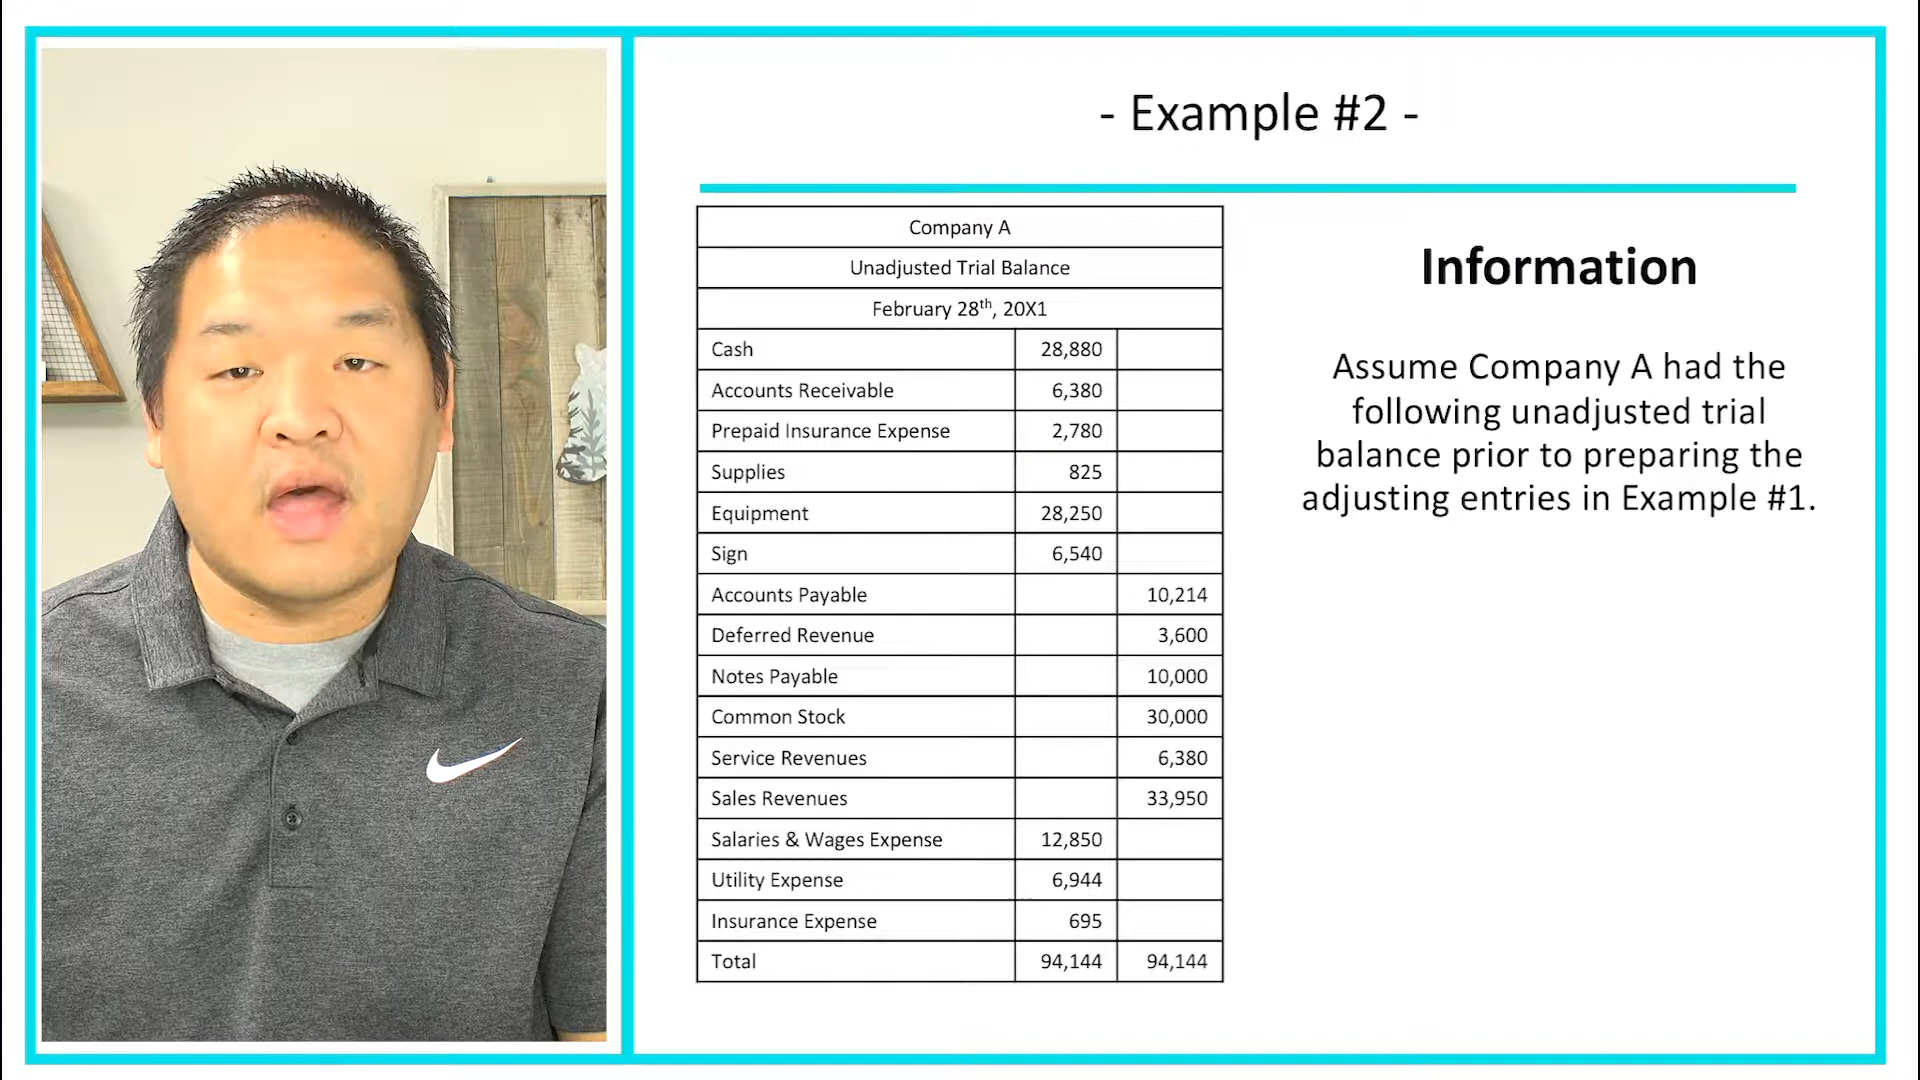 - Example #2 -
Company A
Unadjusted Trial Balance
February 28th, 20X1
Cash 28,880
Accounts Receivable 6,380
Prepaid Insurance Expense 2,780
Supplies 825
Equipment 28,250
Sign 6,540
Accounts Payable 10,214
Deferred Revenue 3,600
Notes Payable 10,000
Common Stock 30,000
Service Revenues 6,380
Sales Revenues 33,950
Salaries & Wages Expense 12,850
Utility Expense 6,944
Insurance Expense 695
Total 94,144 94,144
Information
Assume Company A had the
following unadjusted trial
balance prior to preparing the
adjusting entries in Example #1.